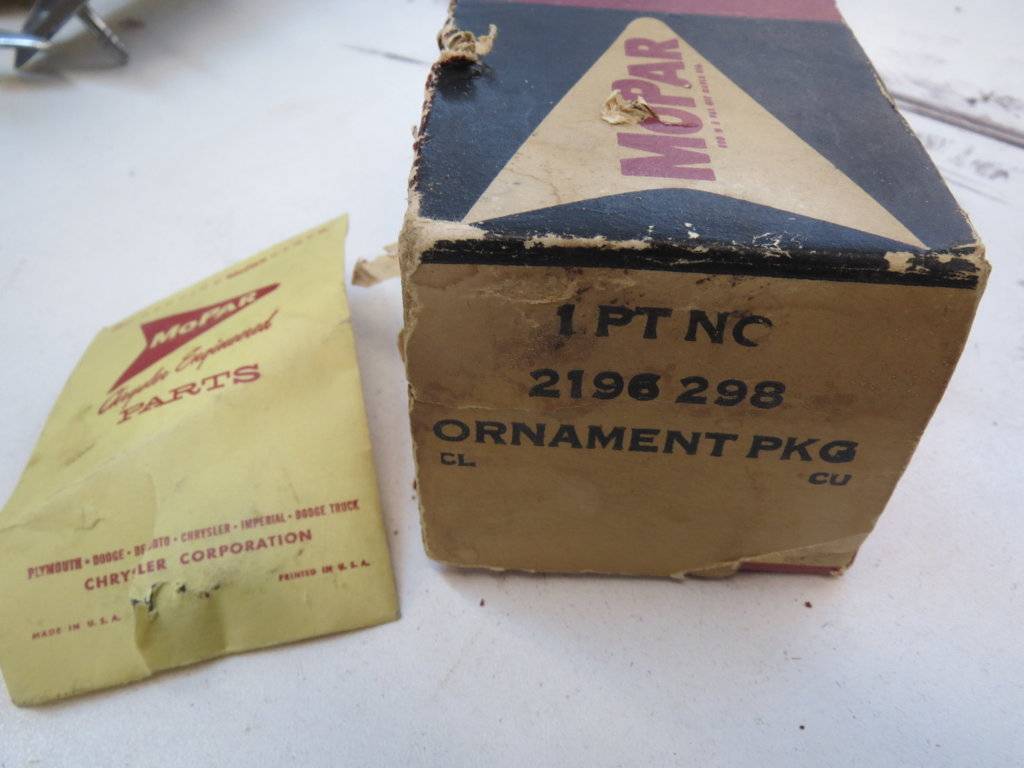 MOPAR
1 PT NO
2196 298
ORNAMENT PKG
CL
CU
MOPAR
Chrysler Engineered
PARTS
PLYMOUTH • DODGE • DE SOTO • CHRYSLER • IMPERIAL • DODGE TRUCK
CHRYSLER CORPORATION
MADE IN U. S. A.
PRINTED IN U. S. A.